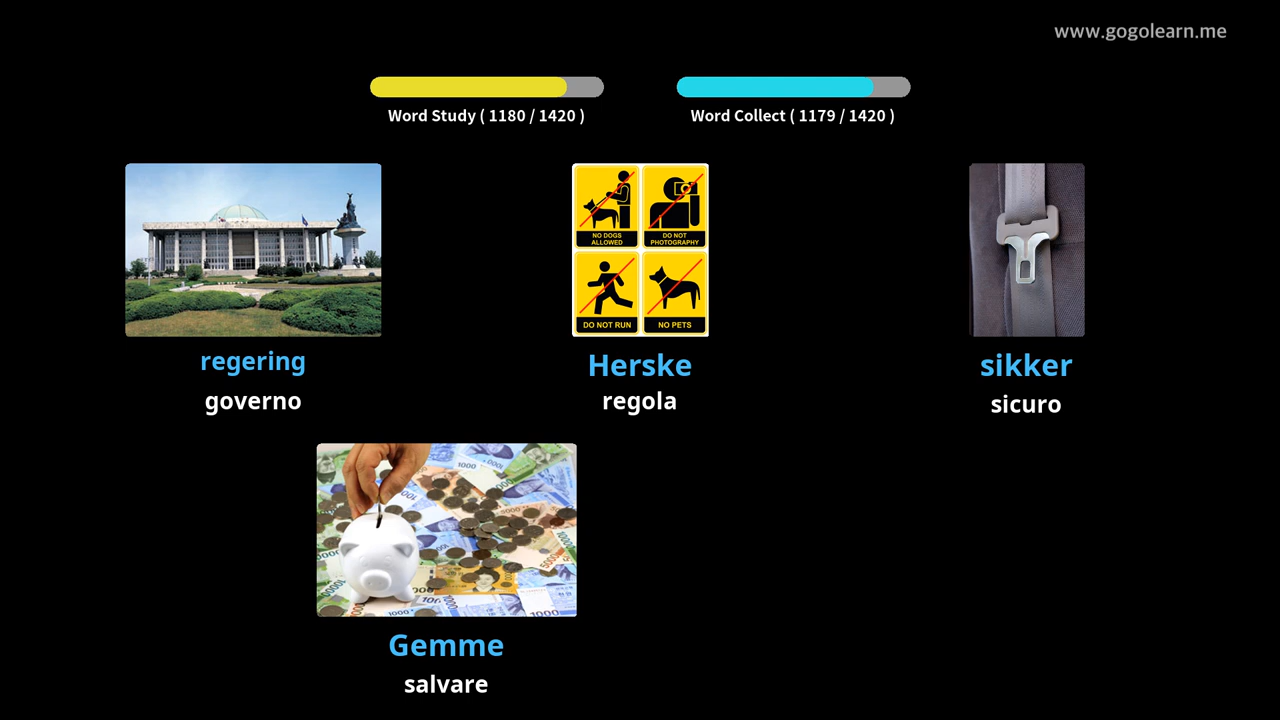 www.gogolearn.me
Word Study ( 1180 / 1420 )
Word Collect ( 1179 / 1420 )
NO DOGS
ALLOWED
DO NOT
PHOTOGRAPHY
DO NOT RUN
NO PETS
regering
governo
Herske
regola
sikker
sicuro
Gemme
salvare